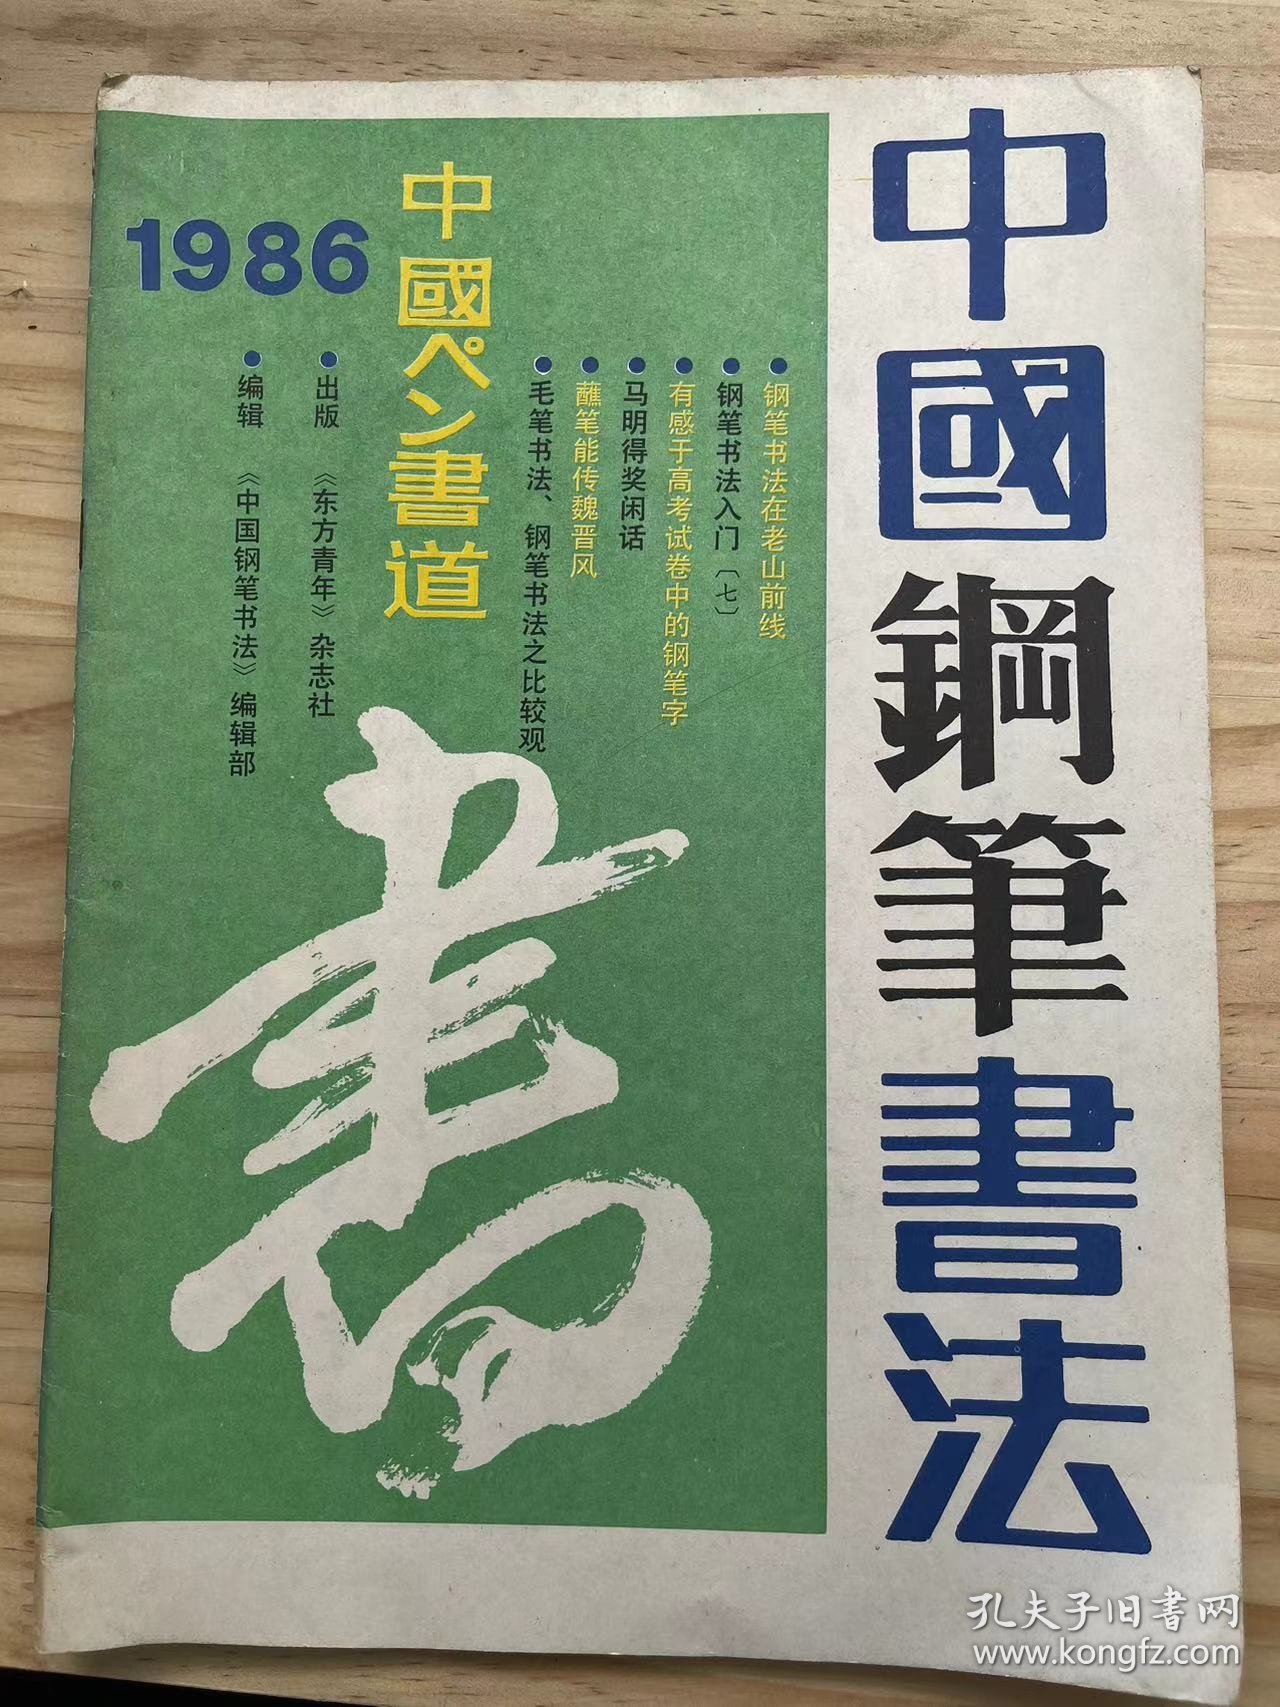 中國鋼筆書法
钢笔书法在老山前线
钢笔书法入门〔七〕
有感于高考试卷中的钢笔字
马明得奖闲话
蘸笔能传魏晋风
毛笔书法、钢笔书法之比较观
中國ペン書道
1986
出版 《东方青年》杂志社
编辑 《中国钢笔书法》编辑部
書
孔夫子旧书网
www.kongfz.com